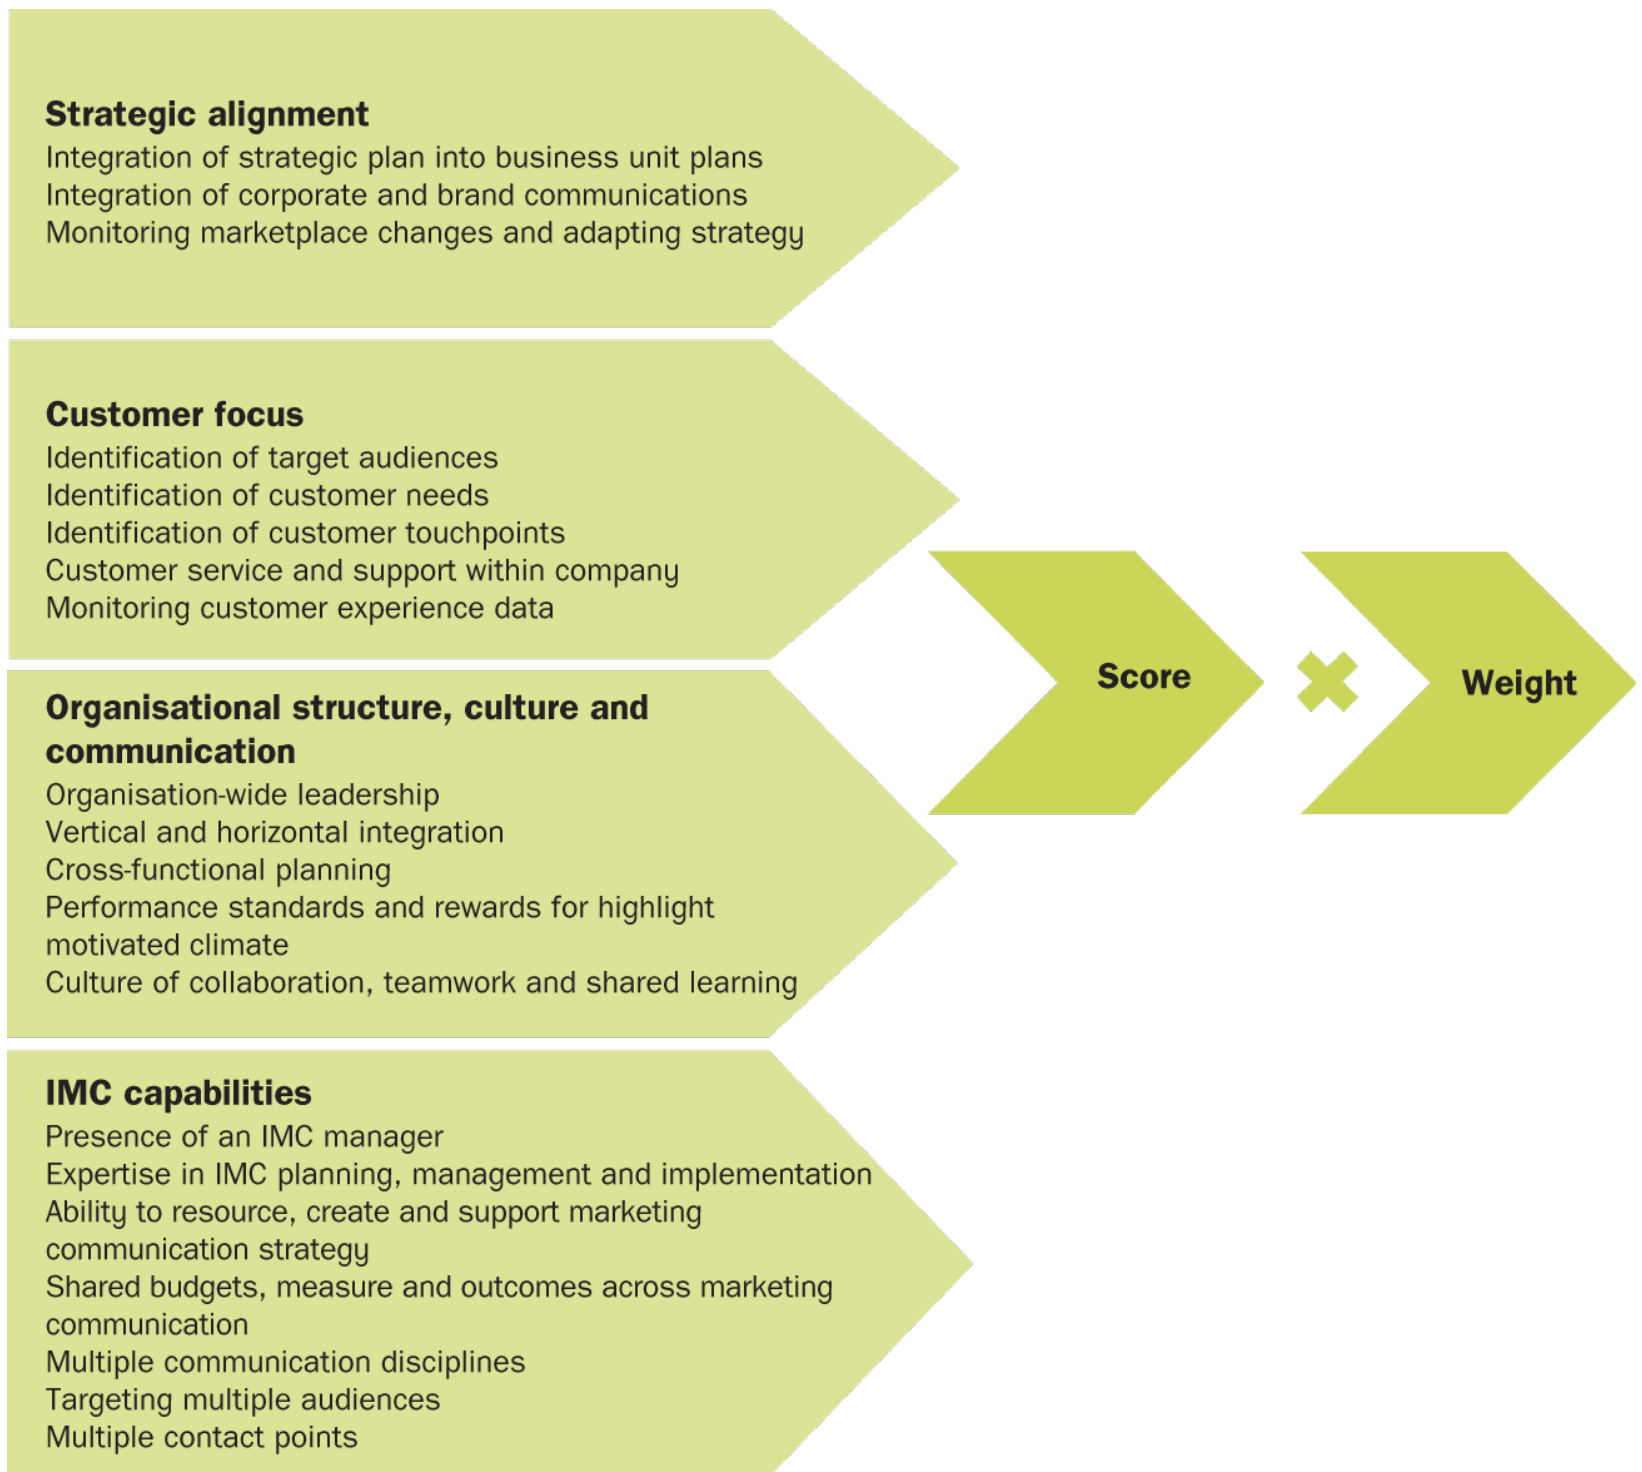 Strategic alignment
Integration of strategic plan into business unit plans
Integration of corporate and brand communications
Monitoring marketplace changes and adapting strategy
Customer focus
Identification of target audiences
Identification of customer needs
Identification of customer touchpoints
Customer service and support within company
Monitoring customer experience data
Organisational structure, culture and
communication
Organisation-wide leadership
Vertical and horizontal integration
Cross-functional planning
Performance standards and rewards for highlight
motivated climate
Culture of collaboration, teamwork and shared learning
IMC capabilities
Presence of an IMC manager
Expertise in IMC planning, management and implementation
Ability to resource, create and support marketing
communication strategy
Shared budgets, measure and outcomes across marketing
communication
Multiple communication disciplines
Targeting multiple audiences
Multiple contact points
Score
Weight